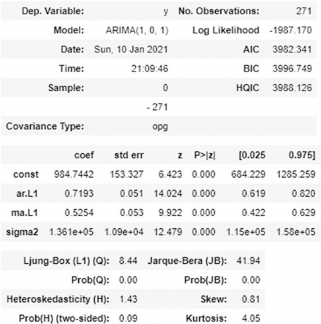 Dep. Variable: y No. Observations: 271
Model: ARIMA(1, 0, 1) Log Likelihood -1987.170
Date: Sun, 10 Jan 2021 AIC 3982.341
Time: 21:09:46 BIC 3996.749
Sample: 0 HQIC 3988.126
- 271
Covariance Type: opg
coef std err z P>|z| [0.025 0.975]
const 984.7442 153.327 6.423 0.000 684.229 1285.259
ar.L1 0.7193 0.051 14.024 0.000 0.619 0.820
ma.L1 0.5254 0.053 9.922 0.000 0.422 0.629
sigma2 1.361e+05 1.09e+04 12.479 0.000 1.15e+05 1.58e+05
Ljung-Box (L1) (Q): 8.44 Jarque-Bera (JB): 41.94
Prob(Q): 0.00 Prob(JB): 0.00
Heteroskedasticity (H): 1.43 Skew: 0.81
Prob(H) (two-sided): 0.09 Kurtosis: 4.05